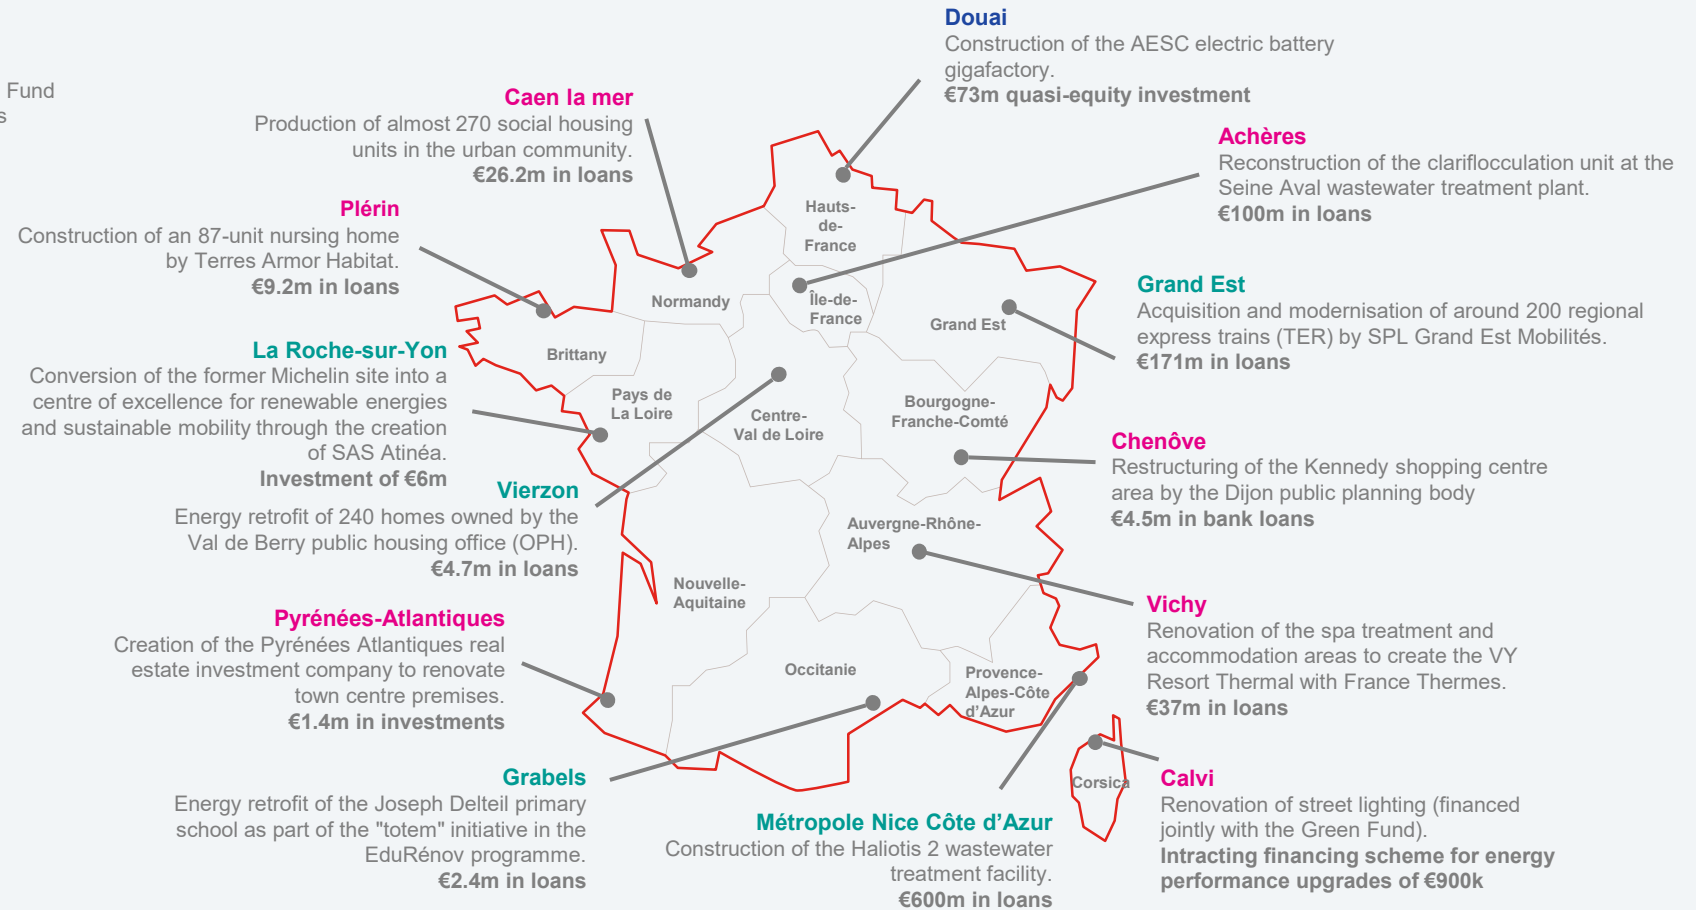 Fund
s
Douai
Construction of the AESC electric battery
gigafactory.
€73m quasi-equity investment
Caen la mer
Production of almost 270 social housing
units in the urban community.
€26.2m in loans
Achères
Reconstruction of the clariflocculation unit at the
Seine Aval wastewater treatment plant.
€100m in loans
Plérin
Construction of an 87-unit nursing home
by Terres Armor Habitat.
€9.2m in loans
Grand Est
Acquisition and modernisation of around 200 regional
express trains (TER) by SPL Grand Est Mobilités.
€171m in loans
La Roche-sur-Yon
Conversion of the former Michelin site into a
centre of excellence for renewable energies
and sustainable mobility through the creation
of SAS Atinéa.
Investment of €6m
Chenôve
Restructuring of the Kennedy shopping centre
area by the Dijon public planning body
€4.5m in bank loans
Vierzon
Energy retrofit of 240 homes owned by the
Val de Berry public housing office (OPH).
€4.7m in loans
Vichy
Renovation of the spa treatment and
accommodation areas to create the VY
Resort Thermal with France Thermes.
€37m in loans
Pyrénées-Atlantiques
Creation of the Pyrénées Atlantiques real
estate investment company to renovate
town centre premises.
€1.4m in investments
Grabels
Energy retrofit of the Joseph Delteil primary
school as part of the "totem" initiative in the
EduRénov programme.
€2.4m in loans
Métropole Nice Côte d’Azur
Construction of the Haliotis 2 wastewater
treatment facility.
€600m in loans
Calvi
Renovation of street lighting (financed
jointly with the Green Fund).
Intracting financing scheme for energy
performance upgrades of €900k
Hauts-
de-
France
Normandy
Île-de-
France
Grand Est
Brittany
Pays de
La Loire
Centre-
Val de Loire
Bourgogne-
Franche-Comté
Auvergne-Rhône-
Alpes
Nouvelle-
Aquitaine
Occitanie
Provence-
Alpes-Côte
d’Azur
Corsica